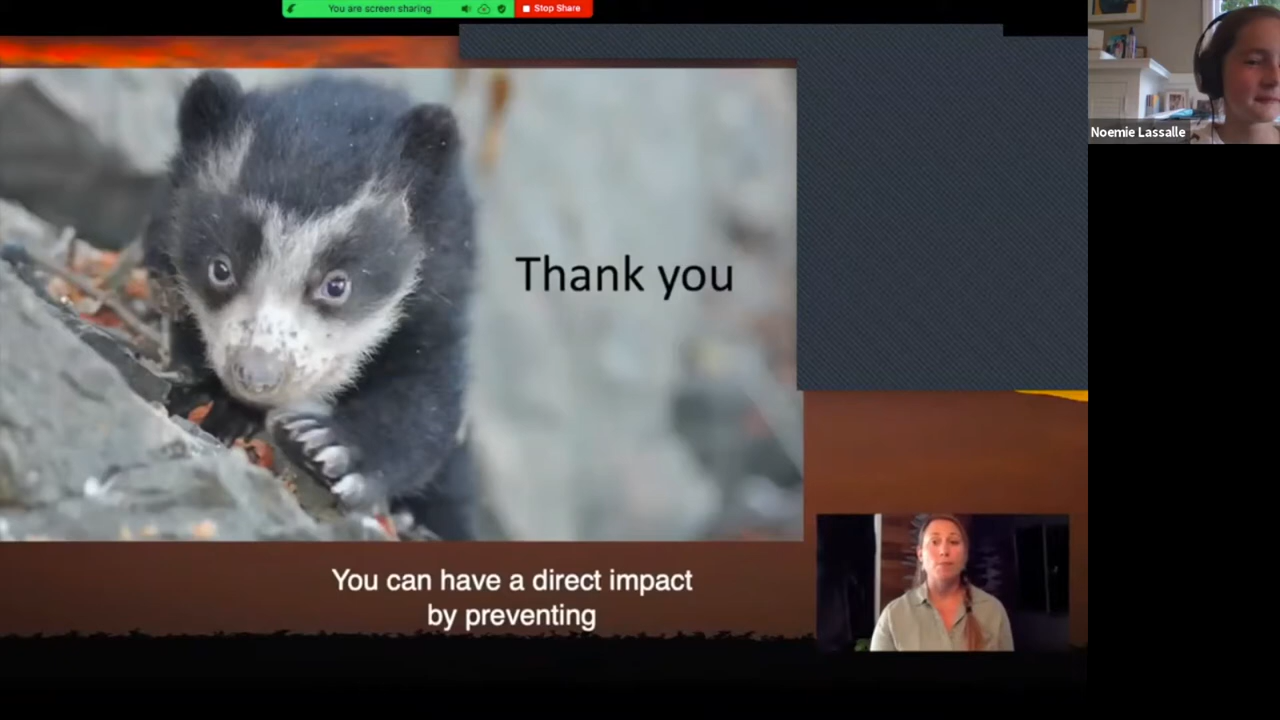 You are screen sharing
Stop Share
Noemie Lassalle
Thank you
You can have a direct impact
by preventing